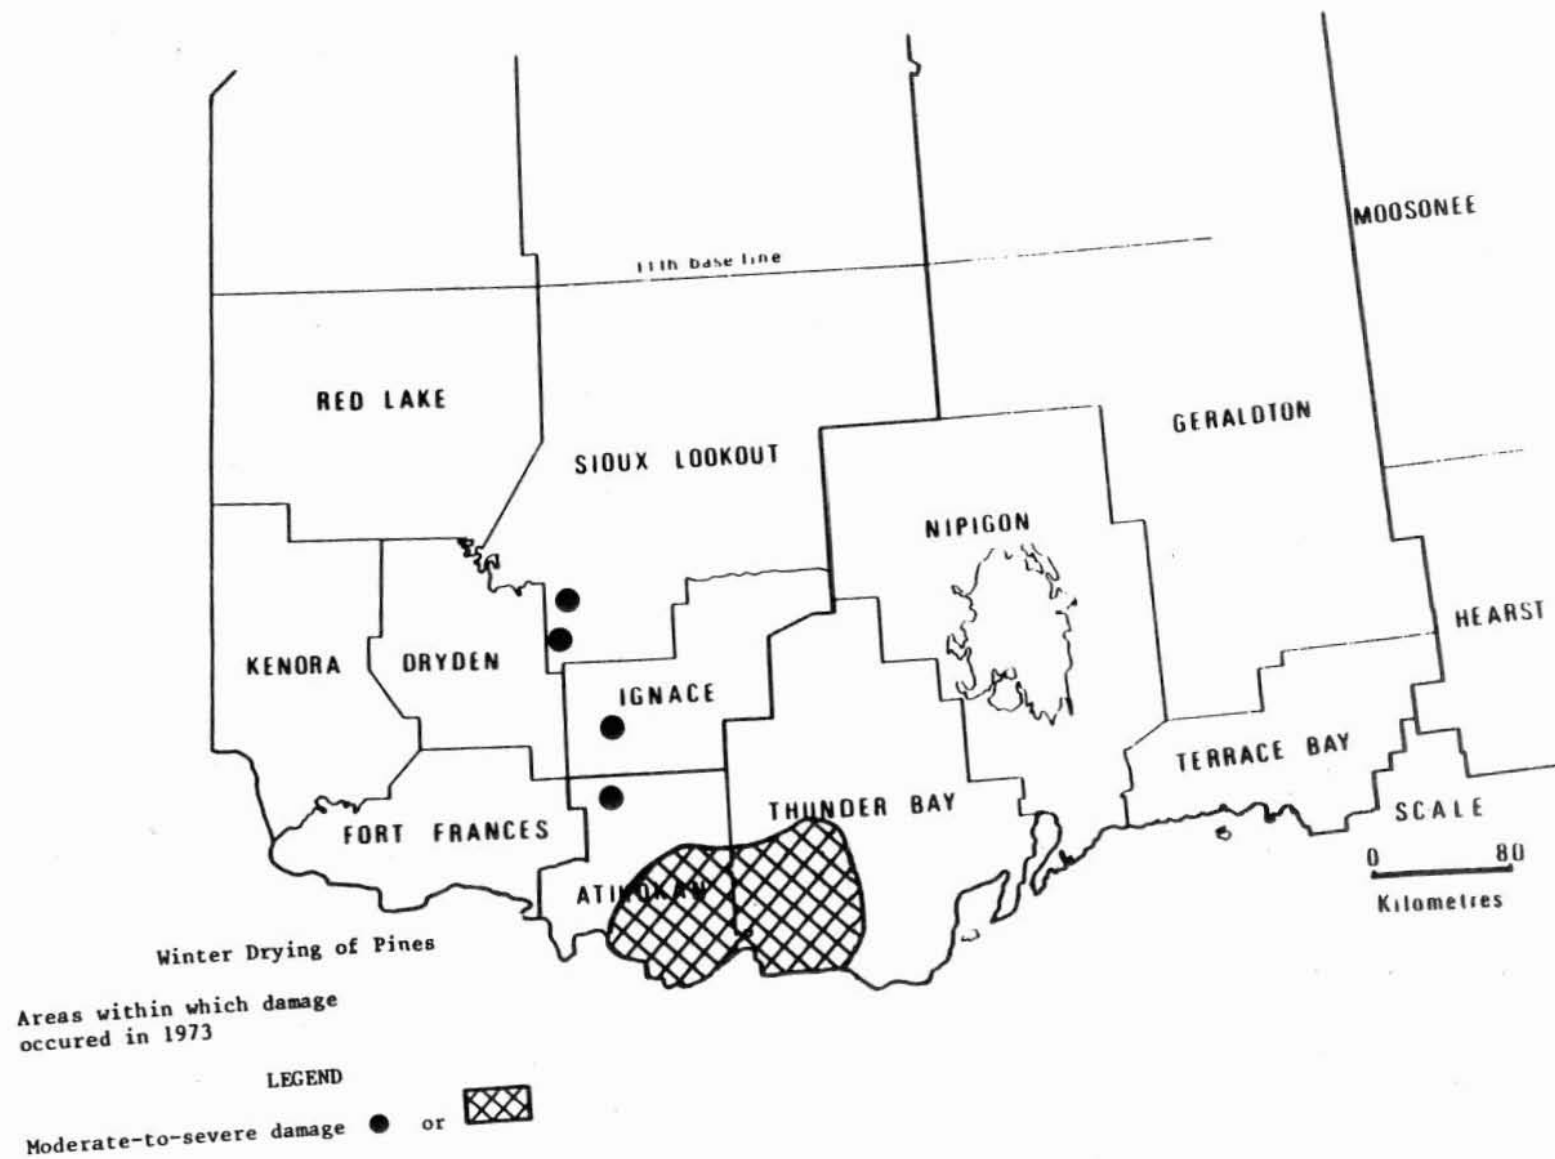 MOOSONEE
11th base line
RED LAKE
GERALDTON
SIOUX LOOKOUT
NIPIGON
HEARST
KENORA
DRYDEN
IGNACE
TERRACE BAY
THUNDER BAY
SCALE
FORT FRANCES
0 80
Kilometres
ATIKOKAN
Winter Drying of Pines
Areas within which damage
occured in 1973
LEGEND
Moderate-to-severe damage or